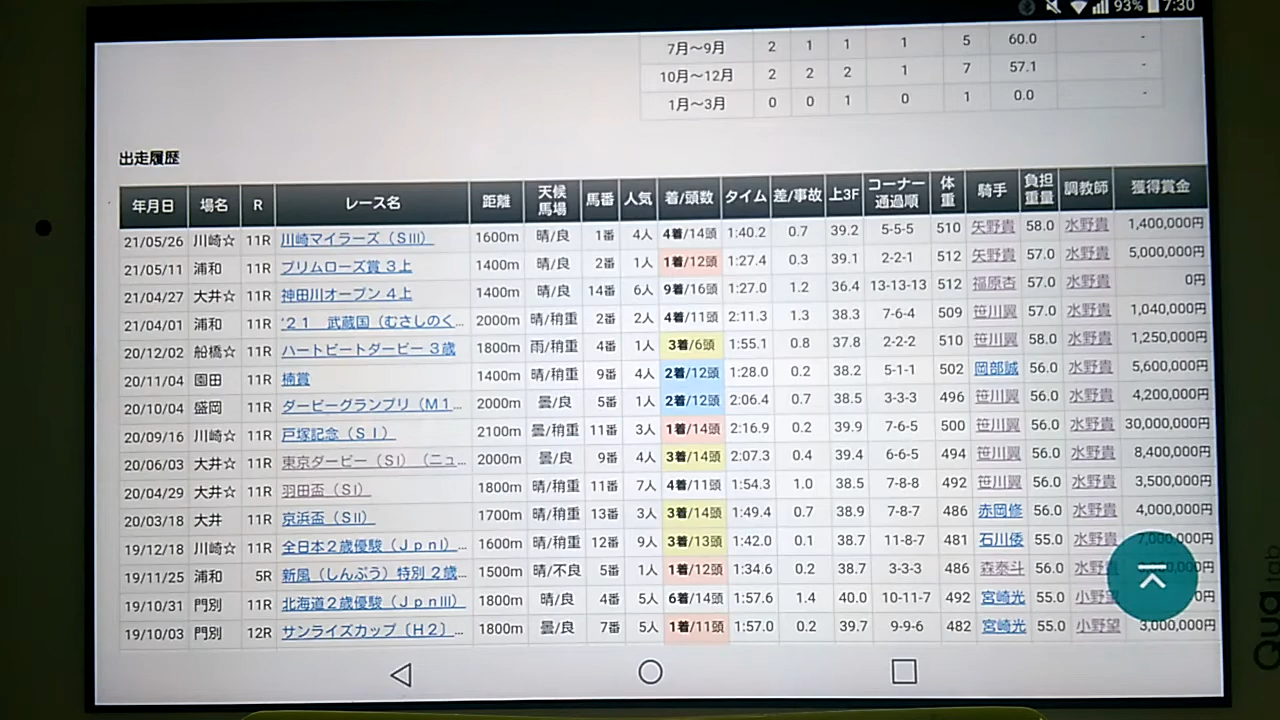 93% 7:30
7月～9月 2 1 1 1 5 60.0 -
10月～12月 2 2 2 1 7 57.1 -
1月～3月 0 0 1 0 1 0.0 -
出走履歴
年月日 場名 R レース名 距離 天候馬場 馬番 人気 着/頭数 タイム 差/事故 上3F コーナー通過順 体重 騎手 負担重量 調教師 獲得賞金
21/05/26 川崎☆ 11R 川崎マイラーズ（SⅢ） 1600m 晴/良 1番 4人 4着/14頭 1:40.2 0.7 39.2 5-5-5 510 矢野貴 58.0 水野貴 1,400,000円
21/05/11 浦和 11R プリムローズ賞 3上 1400m 晴/良 2番 1人 1着/12頭 1:27.4 0.3 39.1 2-2-1 512 矢野貴 57.0 水野貴 5,000,000円
21/04/27 大井☆ 11R 神田川オープン 4上 1400m 晴/良 14番 6人 9着/16頭 1:27.0 1.2 36.4 13-13-13 512 福原杏 57.0 水野貴 0円
21/04/01 浦和 11R '21 武蔵国（むさしのく... 2000m 晴/稍重 2番 2人 4着/11頭 2:11.3 1.3 38.3 7-6-4 509 笹川翼 57.0 水野貴 1,040,000円
20/12/02 船橋☆ 11R ハートビートダービー 3歳 1800m 雨/稍重 4番 1人 3着/6頭 1:55.1 0.8 37.8 2-2-2 510 笹川翼 58.0 水野貴 1,250,000円
20/11/04 園田 11R 楠賞 1400m 晴/稍重 9番 4人 2着/12頭 1:28.0 0.2 38.2 5-1-1 502 岡部誠 56.0 水野貴 5,600,000円
20/10/04 盛岡 11R ダービーグランプリ（M1... 2000m 曇/良 5番 1人 2着/12頭 2:06.4 0.7 38.5 3-3-3 496 笹川翼 56.0 水野貴 4,200,000円
20/09/16 川崎☆ 11R 戸塚記念（SⅠ） 2100m 曇/稍重 11番 3人 1着/14頭 2:16.9 0.2 39.9 7-6-5 500 笹川翼 56.0 水野貴 30,000,000円
20/06/03 大井☆ 11R 東京ダービー（SⅠ）（ニュ... 2000m 曇/良 9番 4人 3着/14頭 2:07.3 0.4 39.4 6-6-5 494 笹川翼 56.0 水野貴 8,400,000円
20/04/29 大井☆ 11R 羽田盃（SⅠ） 1800m 晴/稍重 11番 7人 4着/11頭 1:54.3 1.0 38.5 7-8-8 492 笹川翼 56.0 水野貴 3,500,000円
20/03/18 大井 11R 京浜盃（SⅡ） 1700m 晴/稍重 13番 3人 3着/14頭 1:49.4 0.7 38.9 7-8-7 486 赤岡修 56.0 水野貴 4,000,000円
19/12/18 川崎☆ 11R 全日本2歳優駿（JpnⅠ）... 1600m 晴/稍重 12番 9人 3着/13頭 1:42.0 0.1 38.7 11-8-7 481 石川倭 55.0 水野貴 7,000,000円
19/11/25 浦和 5R 新風（しんぷう）特別 2歳... 1500m 晴/不良 5番 1人 1着/12頭 1:34.6 0.2 38.7 3-3-3 486 森泰斗 56.0 水野貴 000,000円
19/10/31 門別 11R 北海道2歳優駿（JpnⅢ）... 1800m 晴/良 4番 5人 6着/14頭 1:57.6 1.4 40.0 10-11-7 492 宮崎光 55.0 小野望 0円
19/10/03 門別 12R サンライズカップ（H2）... 1800m 曇/良 7番 5人 1着/11頭 1:57.0 0.2 39.7 9-9-6 482 宮崎光 55.0 小野望 3,000,000円
Qua tab